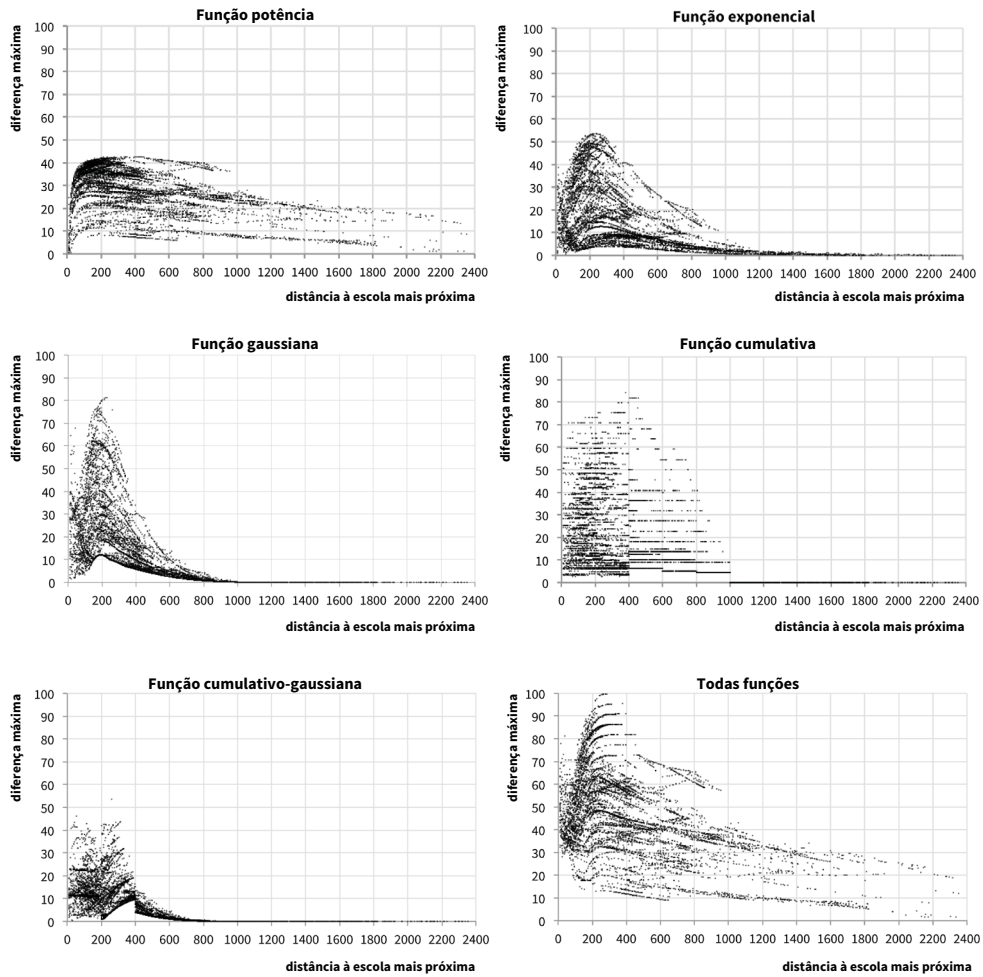 Função potência
diferença máxima
100
90
80
70
60
50
40
30
20
10
0
0 200 400 600 800 1000 1200 1400 1600 1800 2000 2200 2400
distância à escola mais próxima
Função exponencial
diferença máxima
100
90
80
70
60
50
40
30
20
10
0
0 200 400 600 800 1000 1200 1400 1600 1800 2000 2200 2400
distância à escola mais próxima
Função gaussiana
diferença máxima
100
90
80
70
60
50
40
30
20
10
0
0 200 400 600 800 1000 1200 1400 1600 1800 2000 2200 2400
distância à escola mais próxima
Função cumulativa
diferença máxima
100
90
80
70
60
50
40
30
20
10
0
0 200 400 600 800 1000 1200 1400 1600 1800 2000 2200 2400
distância à escola mais próxima
Função cumulativo-gaussiana
diferença máxima
100
90
80
70
60
50
40
30
20
10
0
0 200 400 600 800 1000 1200 1400 1600 1800 2000 2200 2400
distância à escola mais próxima
Todas funções
diferença máxima
100
90
80
70
60
50
40
30
20
10
0
0 200 400 600 800 1000 1200 1400 1600 1800 2000 2200 2400
distância à escola mais próxima